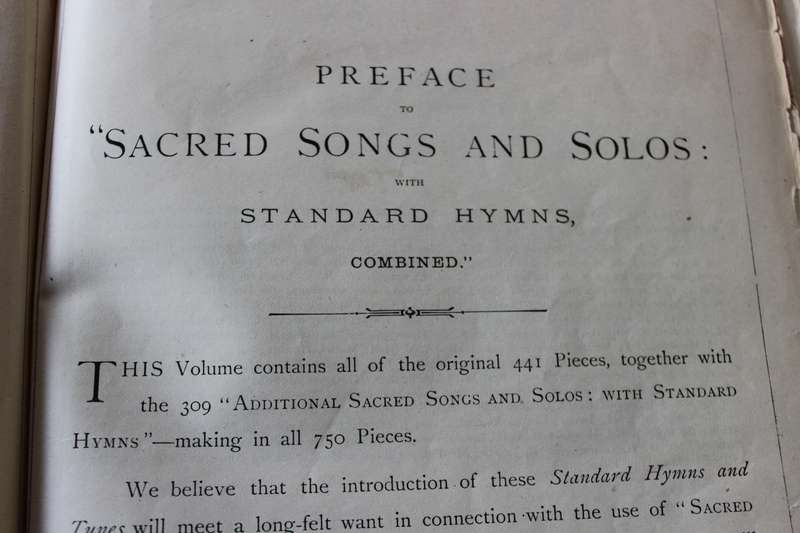 PREFACE
TO
“SACRED SONGS AND SOLOS:
WITH
STANDARD HYMNS,
COMBINED.”
THIS Volume contains all of the original 441 Pieces, together with
the 309 “ADDITIONAL SACRED SONGS AND SOLOS: WITH STANDARD
HYMNS”—making in all 750 Pieces.
We believe that the introduction of these Standard Hymns and
Tunes will meet a long-felt want in connection with the use of “SACRED